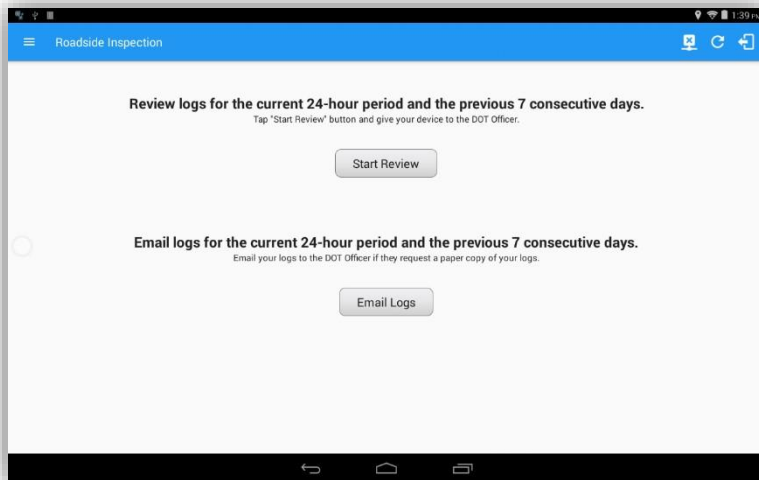 1:39 PM
Roadside Inspection
Review logs for the current 24-hour period and the previous 7 consecutive days.
Tap "Start Review" button and give your device to the DOT Officer.
Start Review
Email logs for the current 24-hour period and the previous 7 consecutive days.
Email your logs to the DOT Officer if they request a paper copy of your logs.
Email Logs